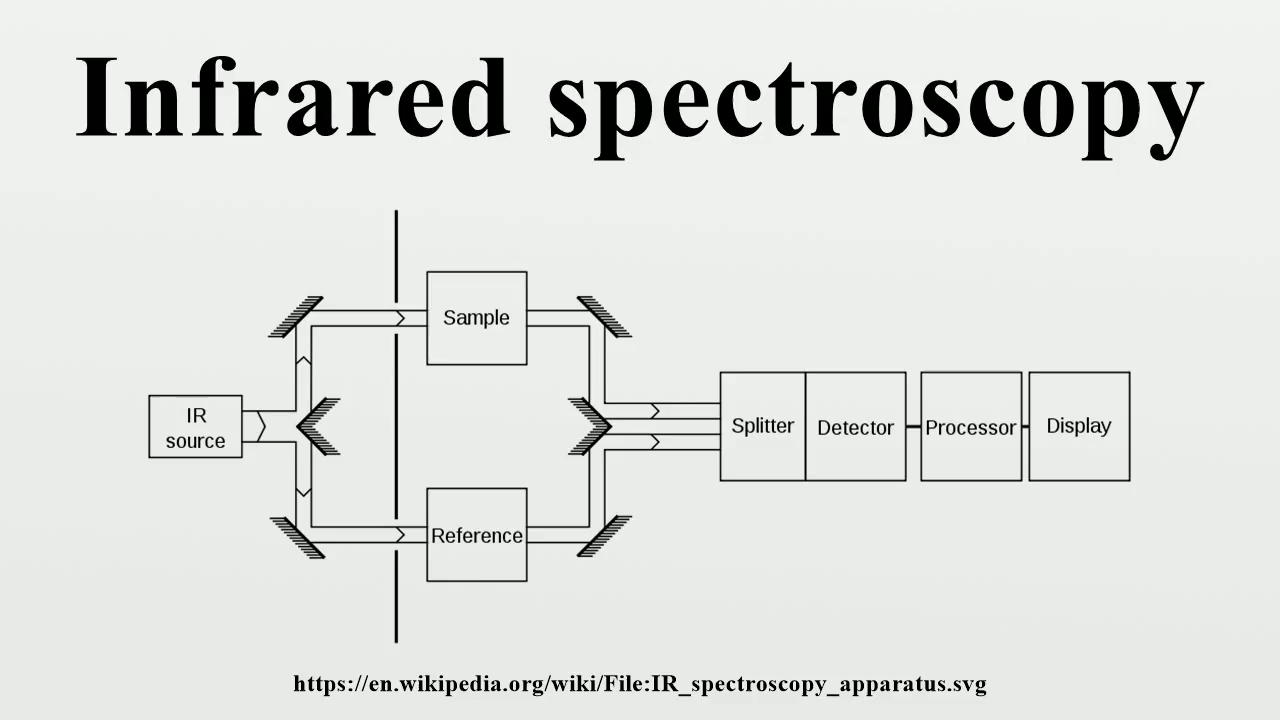 Infrared spectroscopy
Sample
IR
source
Splitter
Detector
Processor
Display
Reference
https://en.wikipedia.org/wiki/File:IR_spectroscopy_apparatus.svg